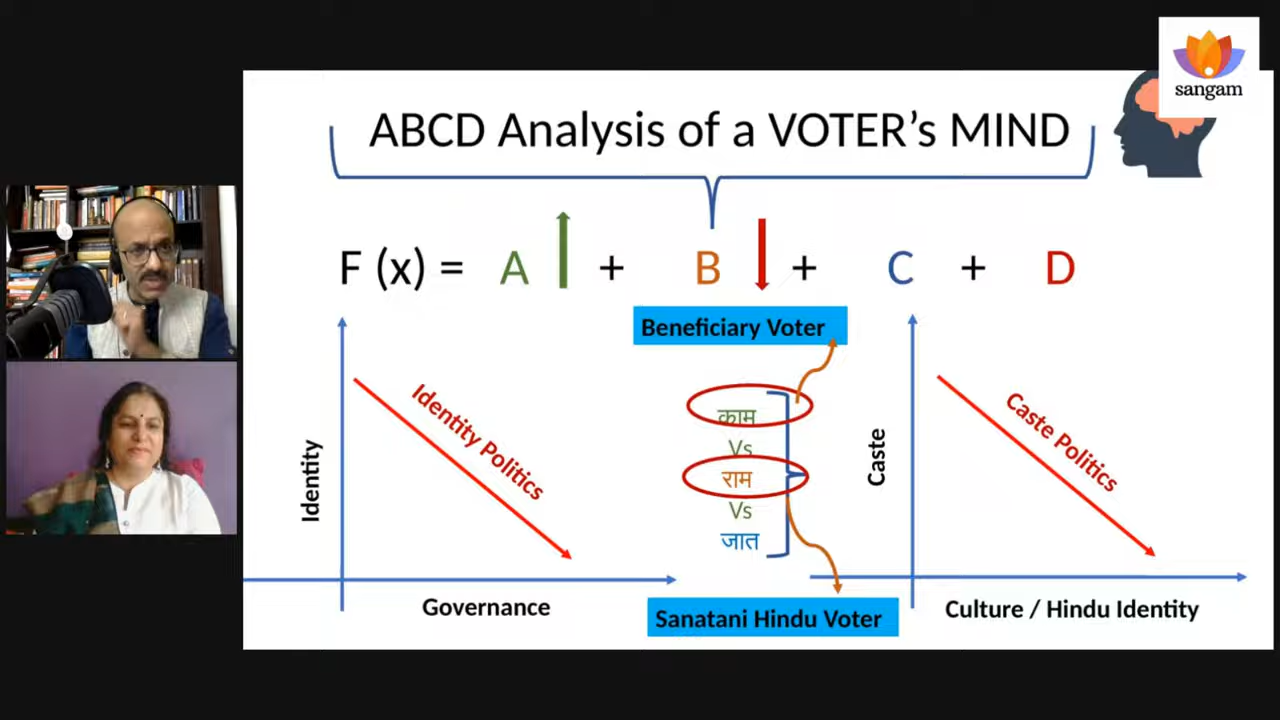 sangam
ABCD Analysis of a VOTER’s MIND
F (x) = A + B + C + D
Beneficiary Voter
Identity
Identity Politics
Governance
काम
Vs
राम
Vs
जात
Sanatani Hindu Voter
Caste
Caste Politics
Culture / Hindu Identity